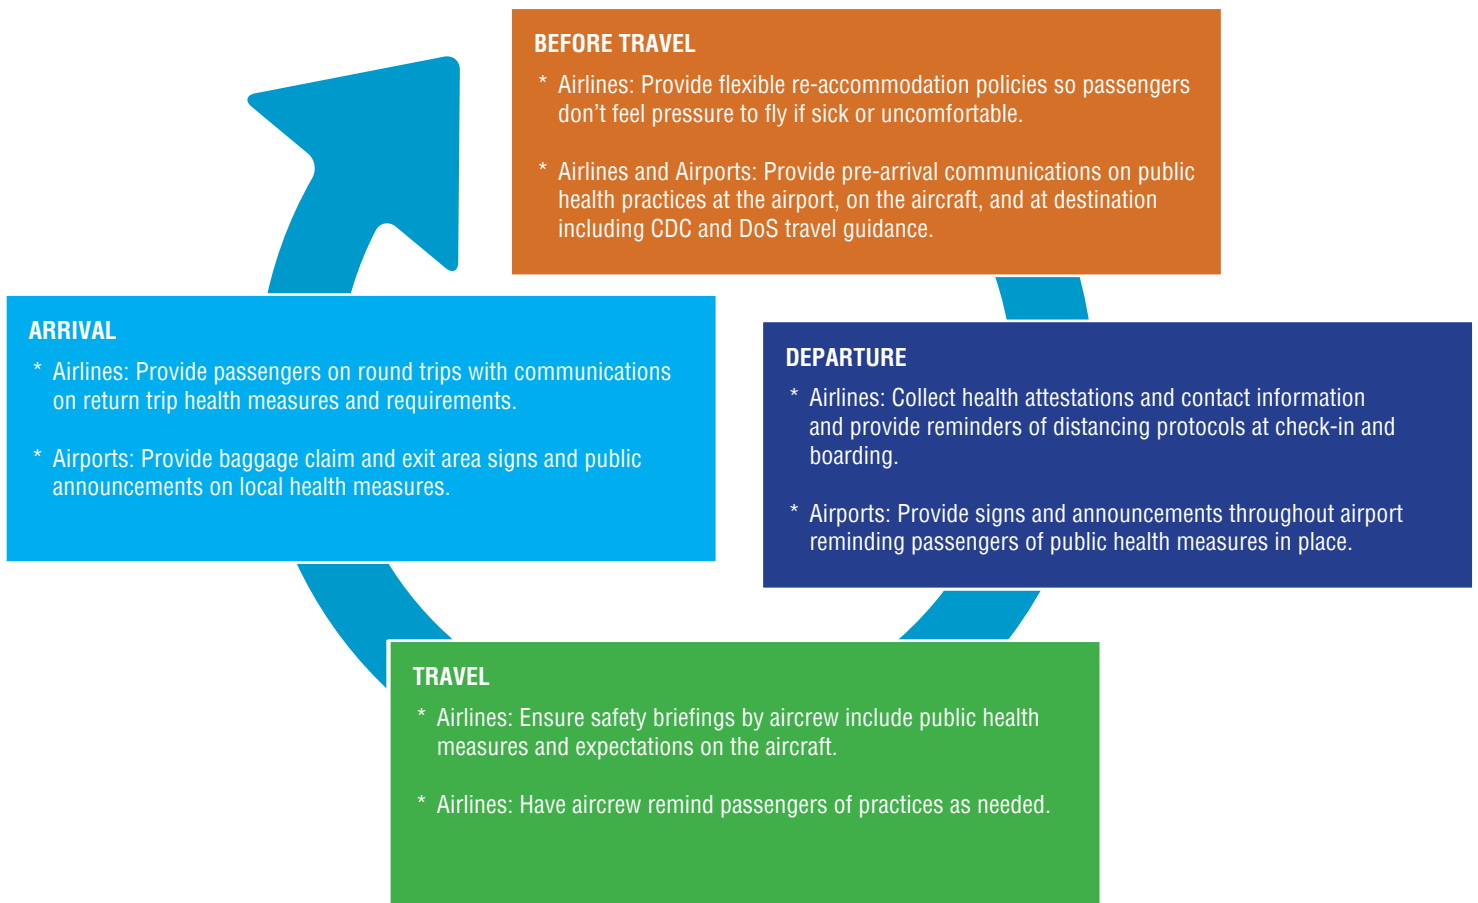 BEFORE TRAVEL
* Airlines: Provide flexible re-accommodation policies so passengers
don’t feel pressure to fly if sick or uncomfortable.
* Airlines and Airports: Provide pre-arrival communications on public
health practices at the airport, on the aircraft, and at destination
including CDC and DoS travel guidance.
DEPARTURE
* Airlines: Collect health attestations and contact information
and provide reminders of distancing protocols at check-in and
boarding.
* Airports: Provide signs and announcements throughout airport
reminding passengers of public health measures in place.
TRAVEL
* Airlines: Ensure safety briefings by aircrew include public health
measures and expectations on the aircraft.
* Airlines: Have aircrew remind passengers of practices as needed.
ARRIVAL
* Airlines: Provide passengers on round trips with communications
on return trip health measures and requirements.
* Airports: Provide baggage claim and exit area signs and public
announcements on local health measures.